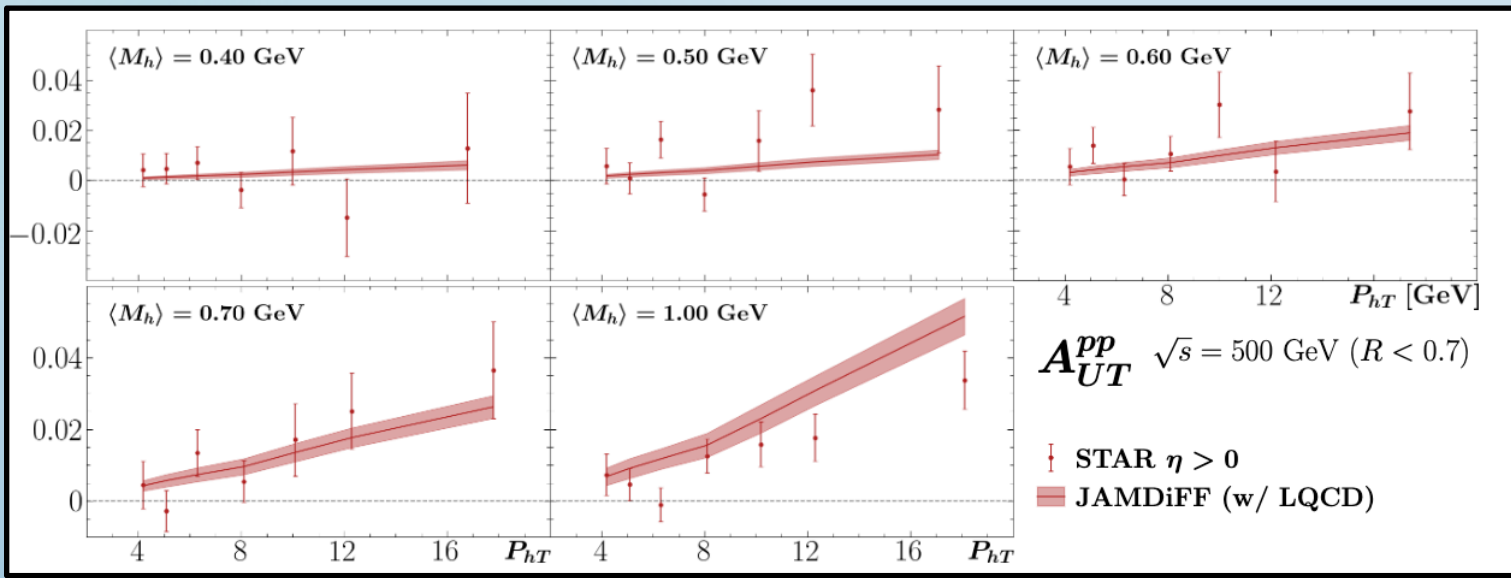 ⟨M_h⟩ = 0.40 GeV
⟨M_h⟩ = 0.50 GeV
⟨M_h⟩ = 0.60 GeV
0.04
0.02
0
−0.02
4 8 12 P_hT [GeV]
⟨M_h⟩ = 0.70 GeV
⟨M_h⟩ = 1.00 GeV
0.04
0.02
0
4 8 12 16 P_hT
4 8 12 16 P_hT
A_UT^pp √s = 500 GeV (R < 0.7)
STAR η > 0
JAMDiFF (w/ LQCD)